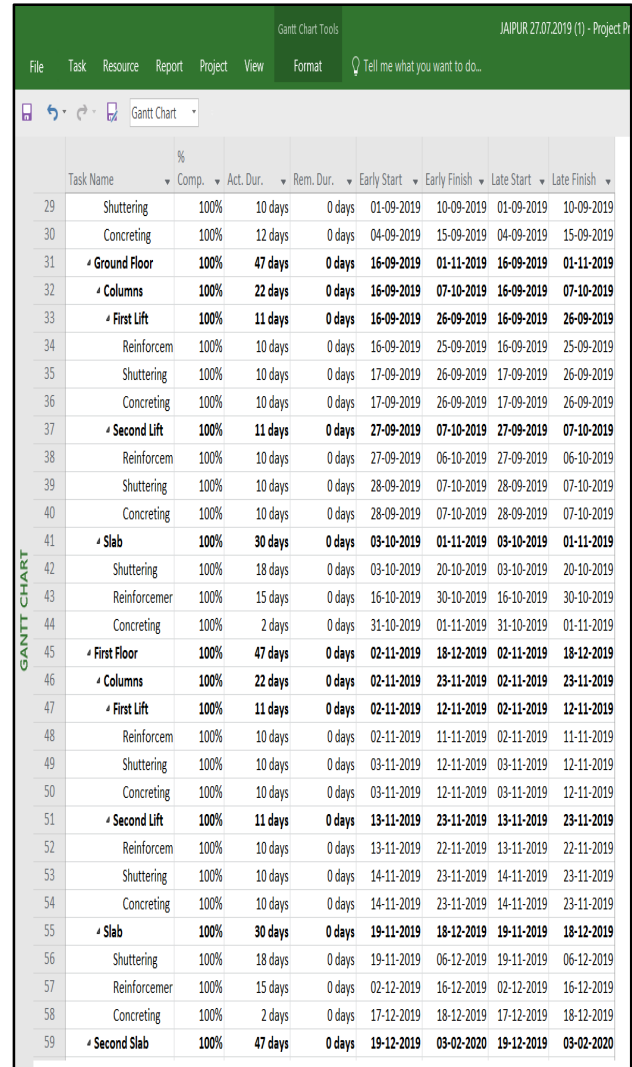 Gantt Chart Tools JAIPUR 27.07.2019 (1) - Project Pr
File Task Resource Report Project View Format Tell me what you want to do...
Gantt Chart
%
Task Name Comp. Act. Dur. Rem. Dur. Early Start Early Finish Late Start Late Finish
29 Shuttering 100% 10 days 0 days 01-09-2019 10-09-2019 01-09-2019 10-09-2019
30 Concreting 100% 12 days 0 days 04-09-2019 15-09-2019 04-09-2019 15-09-2019
31 Ground Floor 100% 47 days 0 days 16-09-2019 01-11-2019 16-09-2019 01-11-2019
32 Columns 100% 22 days 0 days 16-09-2019 07-10-2019 16-09-2019 07-10-2019
33 First Lift 100% 11 days 0 days 16-09-2019 26-09-2019 16-09-2019 26-09-2019
34 Reinforcem 100% 10 days 0 days 16-09-2019 25-09-2019 16-09-2019 25-09-2019
35 Shuttering 100% 10 days 0 days 17-09-2019 26-09-2019 17-09-2019 26-09-2019
36 Concreting 100% 10 days 0 days 17-09-2019 26-09-2019 17-09-2019 26-09-2019
37 Second Lift 100% 11 days 0 days 27-09-2019 07-10-2019 27-09-2019 07-10-2019
38 Reinforcem 100% 10 days 0 days 27-09-2019 06-10-2019 27-09-2019 06-10-2019
39 Shuttering 100% 10 days 0 days 28-09-2019 07-10-2019 28-09-2019 07-10-2019
40 Concreting 100% 10 days 0 days 28-09-2019 07-10-2019 28-09-2019 07-10-2019
41 Slab 100% 30 days 0 days 03-10-2019 01-11-2019 03-10-2019 01-11-2019
42 Shuttering 100% 18 days 0 days 03-10-2019 20-10-2019 03-10-2019 20-10-2019
43 Reinforcemer 100% 15 days 0 days 16-10-2019 30-10-2019 16-10-2019 30-10-2019
44 Concreting 100% 2 days 0 days 31-10-2019 01-11-2019 31-10-2019 01-11-2019
45 First Floor 100% 47 days 0 days 02-11-2019 18-12-2019 02-11-2019 18-12-2019
46 Columns 100% 22 days 0 days 02-11-2019 23-11-2019 02-11-2019 23-11-2019
47 First Lift 100% 11 days 0 days 02-11-2019 12-11-2019 02-11-2019 12-11-2019
48 Reinforcem 100% 10 days 0 days 02-11-2019 11-11-2019 02-11-2019 11-11-2019
49 Shuttering 100% 10 days 0 days 03-11-2019 12-11-2019 03-11-2019 12-11-2019
50 Concreting 100% 10 days 0 days 03-11-2019 12-11-2019 03-11-2019 12-11-2019
51 Second Lift 100% 11 days 0 days 13-11-2019 23-11-2019 13-11-2019 23-11-2019
52 Reinforcem 100% 10 days 0 days 13-11-2019 22-11-2019 13-11-2019 22-11-2019
53 Shuttering 100% 10 days 0 days 14-11-2019 23-11-2019 14-11-2019 23-11-2019
54 Concreting 100% 10 days 0 days 14-11-2019 23-11-2019 14-11-2019 23-11-2019
55 Slab 100% 30 days 0 days 19-11-2019 18-12-2019 19-11-2019 18-12-2019
56 Shuttering 100% 18 days 0 days 19-11-2019 06-12-2019 19-11-2019 06-12-2019
57 Reinforcemer 100% 15 days 0 days 02-12-2019 16-12-2019 02-12-2019 16-12-2019
58 Concreting 100% 2 days 0 days 17-12-2019 18-12-2019 17-12-2019 18-12-2019
59 Second Slab 100% 47 days 0 days 19-12-2019 03-02-2020 19-12-2019 03-02-2020
GANTT CHART